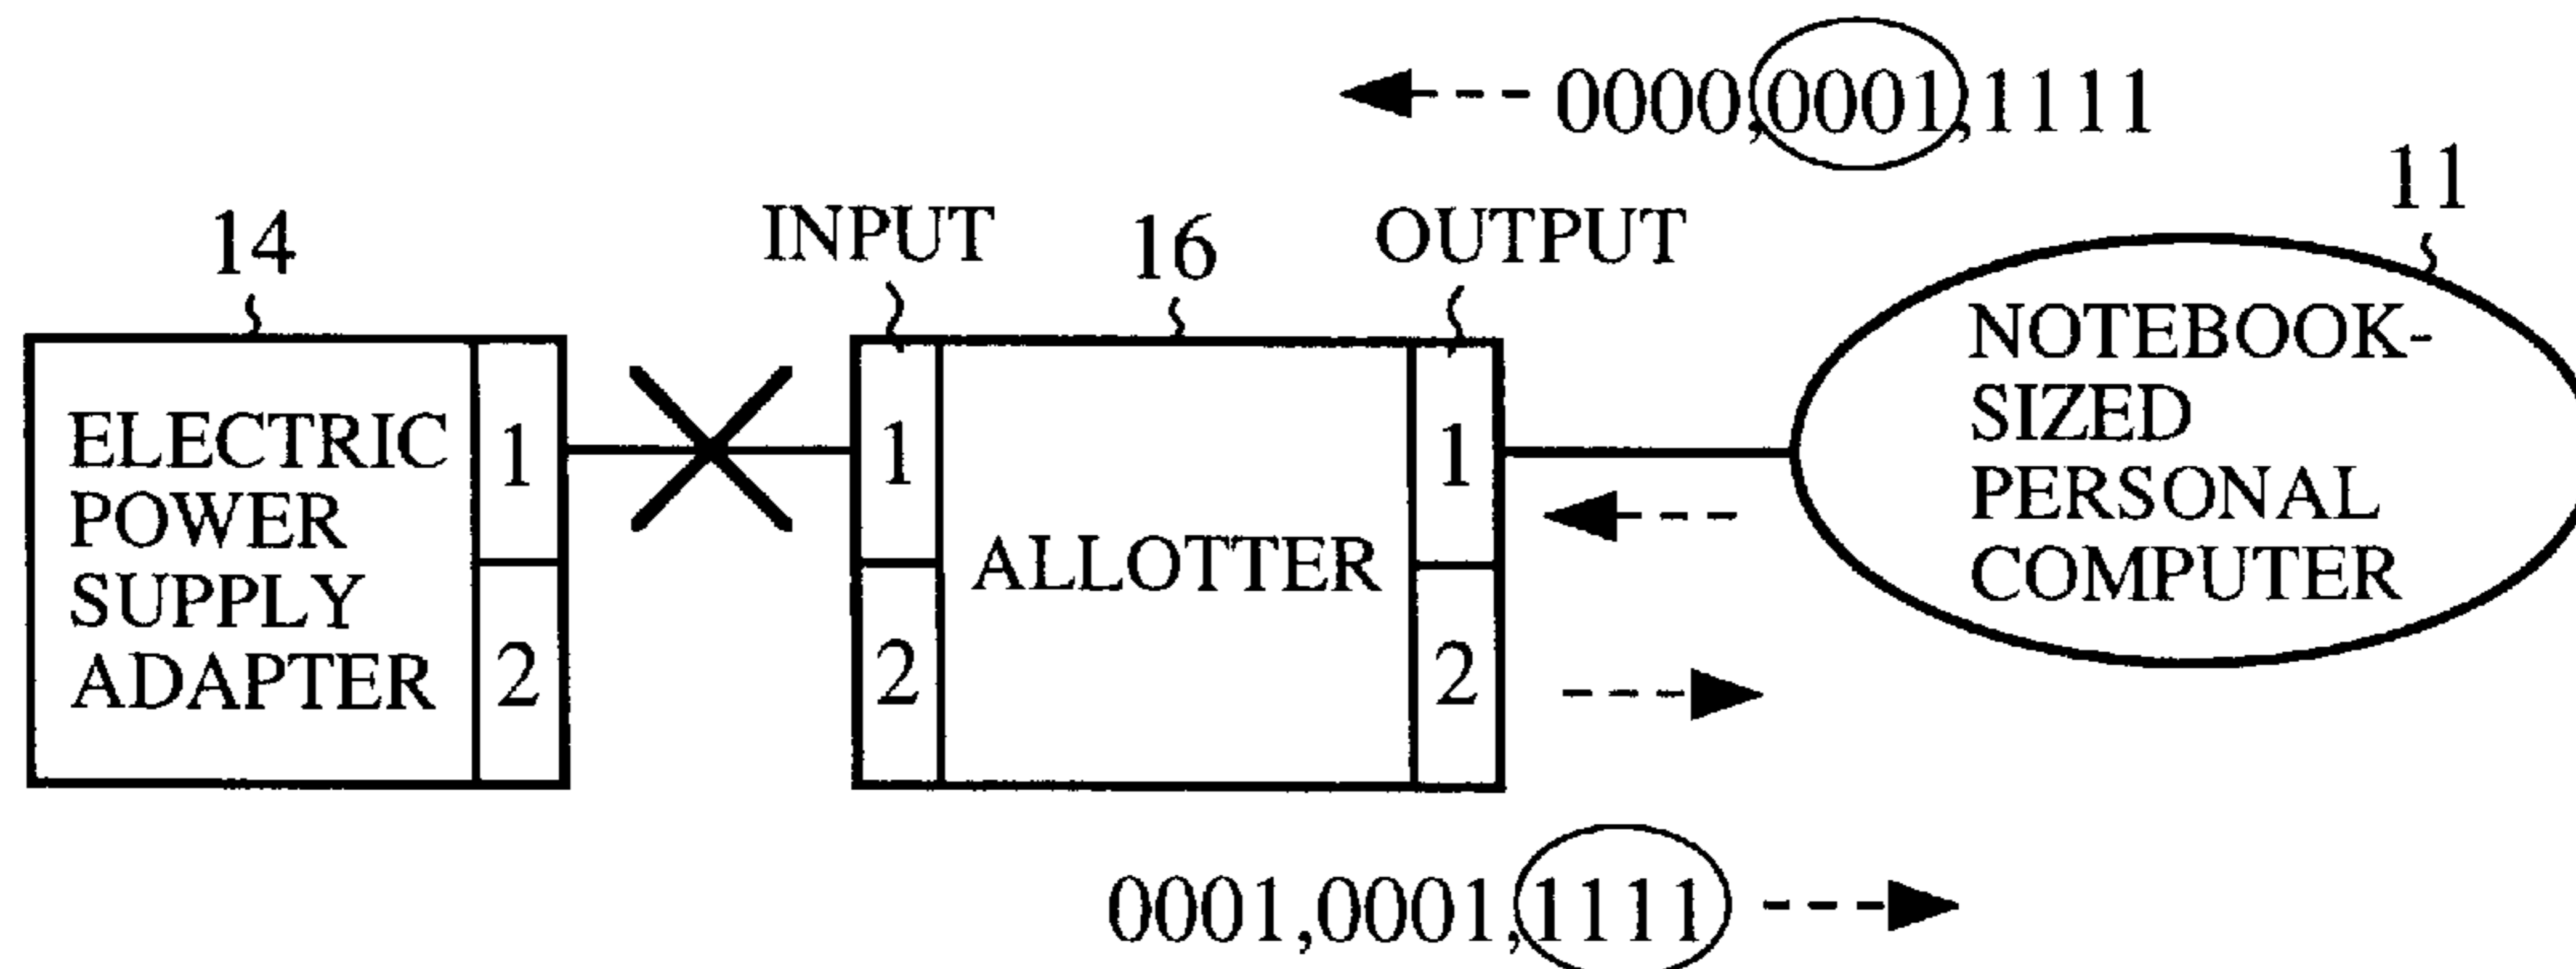 0000,0001,1111
11
14
INPUT
16
OUTPUT
ELECTRIC
POWER
SUPPLY
ADAPTER
1
2
1
2
ALLOTTER
1
2
NOTEBOOK-
SIZED
PERSONAL
COMPUTER
0001,0001,1111